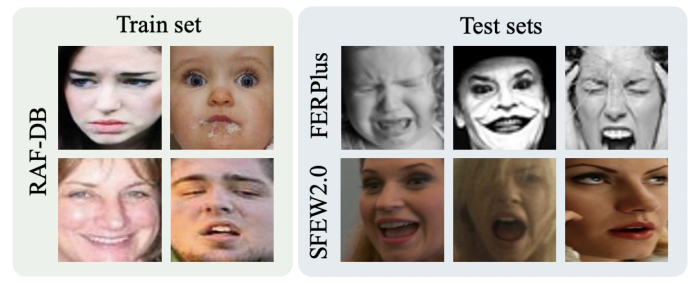 Train set
RAF-DB
Test sets
FERPlus
SFEW2.0